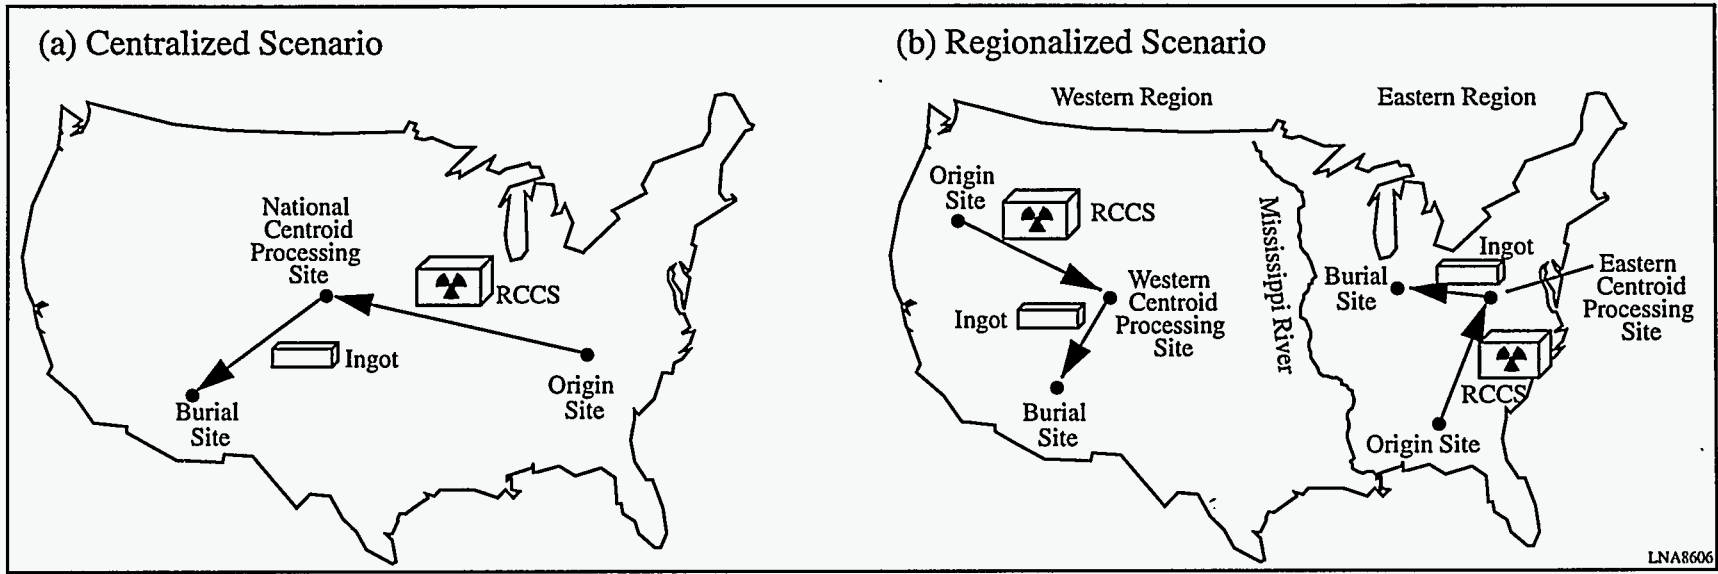 (a) Centralized Scenario
National
Centroid
Processing
Site
RCCS
Ingot
Burial
Site
Origin
Site
(b) Regionalized Scenario
Western Region
Eastern Region
Origin
Site
RCCS
Mississippi River
Western
Centroid
Processing
Site
Ingot
Burial
Site
Burial
Site
Ingot
Eastern
Centroid
Processing
Site
RCCS
Origin Site
LNA8606